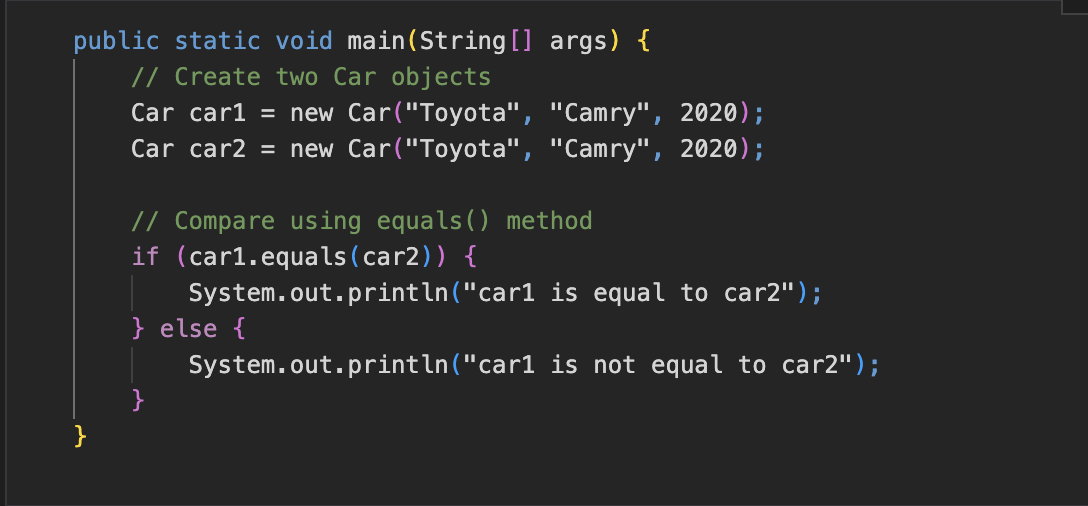 public static void main(String[] args) {
    // Create two Car objects
    Car car1 = new Car("Toyota", "Camry", 2020);
    Car car2 = new Car("Toyota", "Camry", 2020);

    // Compare using equals() method
    if (car1.equals(car2)) {
        System.out.println("car1 is equal to car2");
    } else {
        System.out.println("car1 is not equal to car2");
    }
}